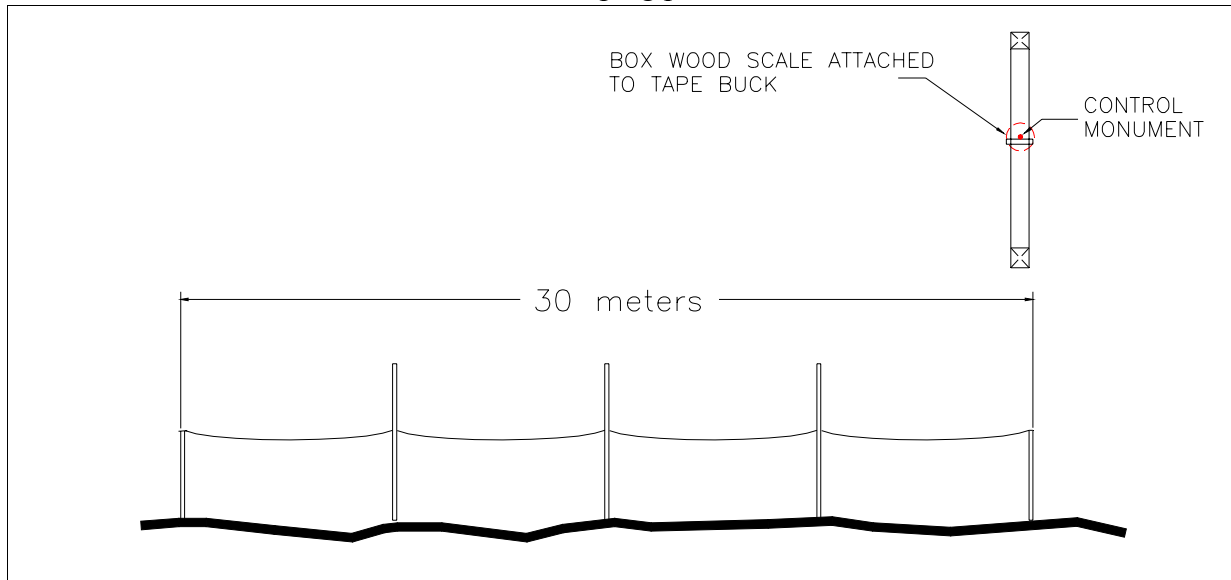 BOX WOOD SCALE ATTACHED
TO TAPE BUCK
CONTROL
MONUMENT
30 meters